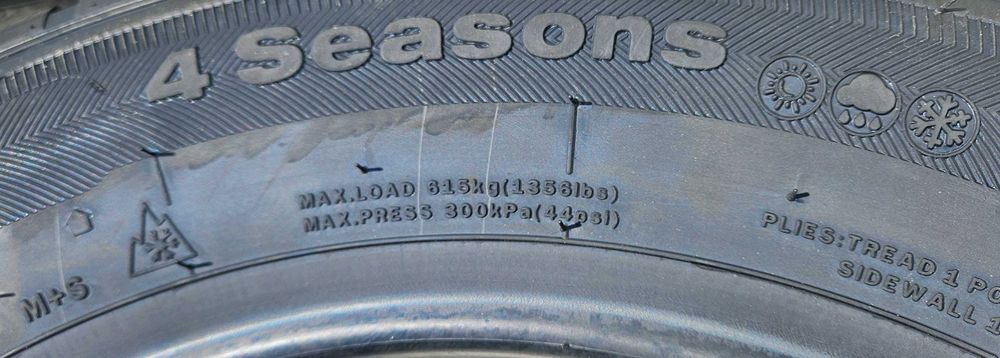 4 seasons
MAX.LOAD 615kg(1356lbs)
MAX.PRESS 300kPa(44psi)
PLIES:TREAD 1 PO
SIDEWALL 1
M+S